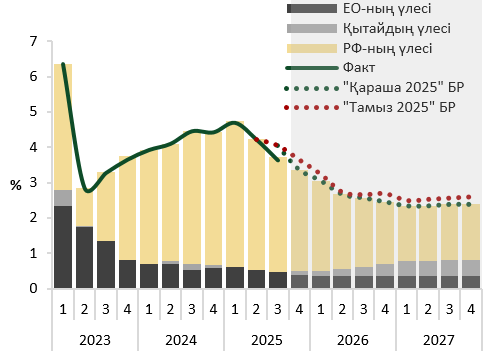 ЕО-ның үлесі
Қытайдың үлесі
РФ-ның үлесі
Факт
"Қараша 2025" БР
"Тамыз 2025" БР
7
6
5
4
3
2
1
0
%
1 2 3 4 1 2 3 4 1 2 3 4 1 2 3 4 1 2 3 4
2023 2024 2025 2026 2027